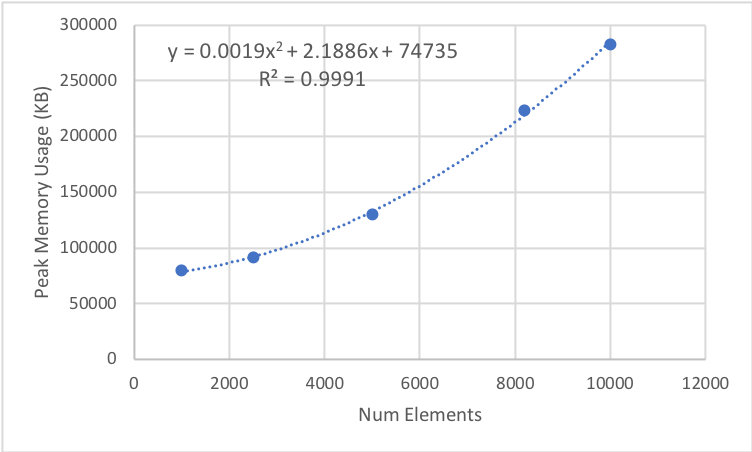 300000
y = 0.0019x² + 2.1886x + 74735
R² = 0.9991
250000
200000
150000
100000
50000
0
Peak Memory Usage (KB)
0 2000 4000 6000 8000 10000 12000
Num Elements